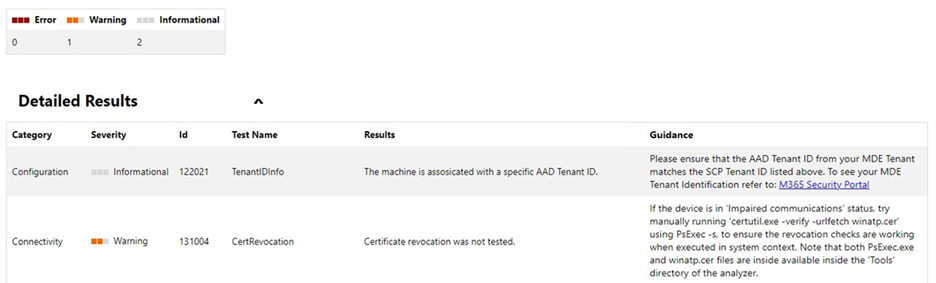 Error Warning Informational
0 1 2
Detailed Results ^
Category Severity Id Test Name Results Guidance
Configuration Informational 122021 TenantIDInfo The machine is assosicated with a specific AAD Tenant ID. Please ensure that the AAD Tenant ID from your MDE Tenant
matches the SCP Tenant ID listed above. To see your MDE
Tenant Identification refer to: M365 Security Portal
Connectivity Warning 131004 CertRevocation Certificate revocation was not tested. If the device is in 'Impaired communications' status, try
manually running 'certutil.exe -verify -urlfetch winatp.cer'
using PsExec -s, to ensure the revocation checks are working
when executed in system context. Note that both PsExec.exe
and winatp.cer files are inside available inside the 'Tools'
directory of the analyzer.